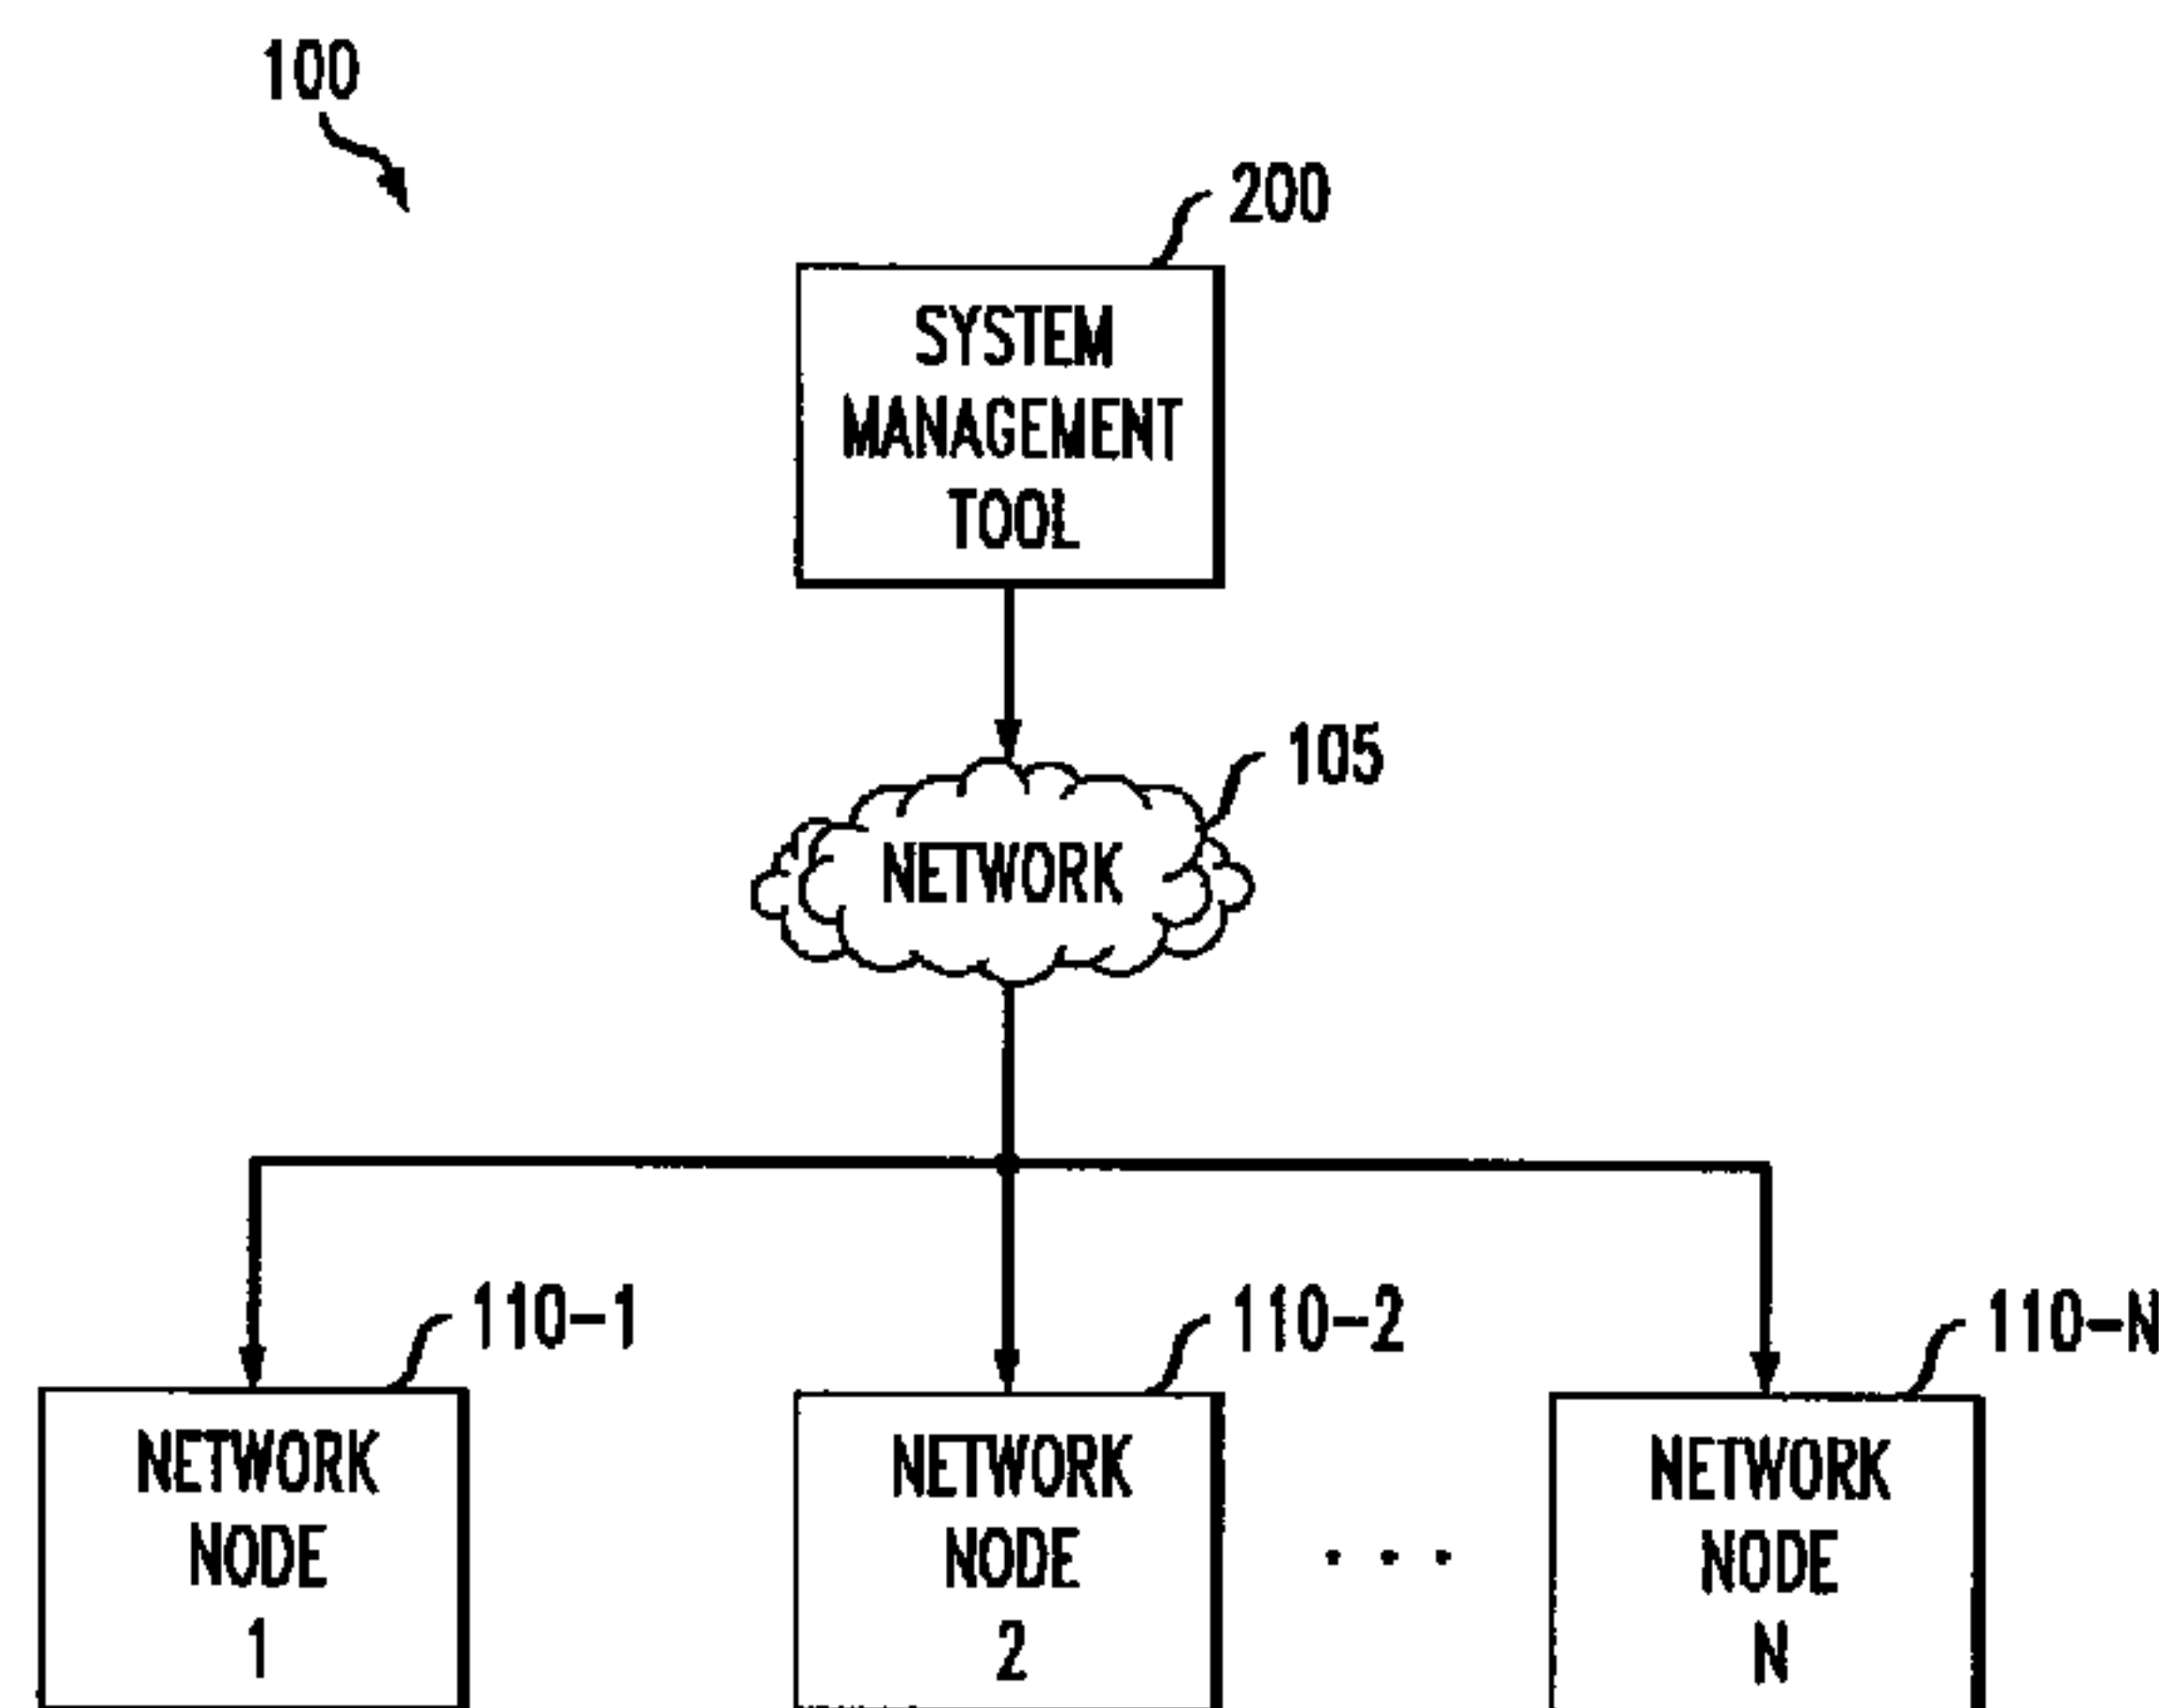 100
200
SYSTEM
MANAGEMENT
TOOL
105
NETWORK
110-1
110-2
110-N
NETWORK
NODE
1
NETWORK
NODE
2
. . .
NETWORK
NODE
N